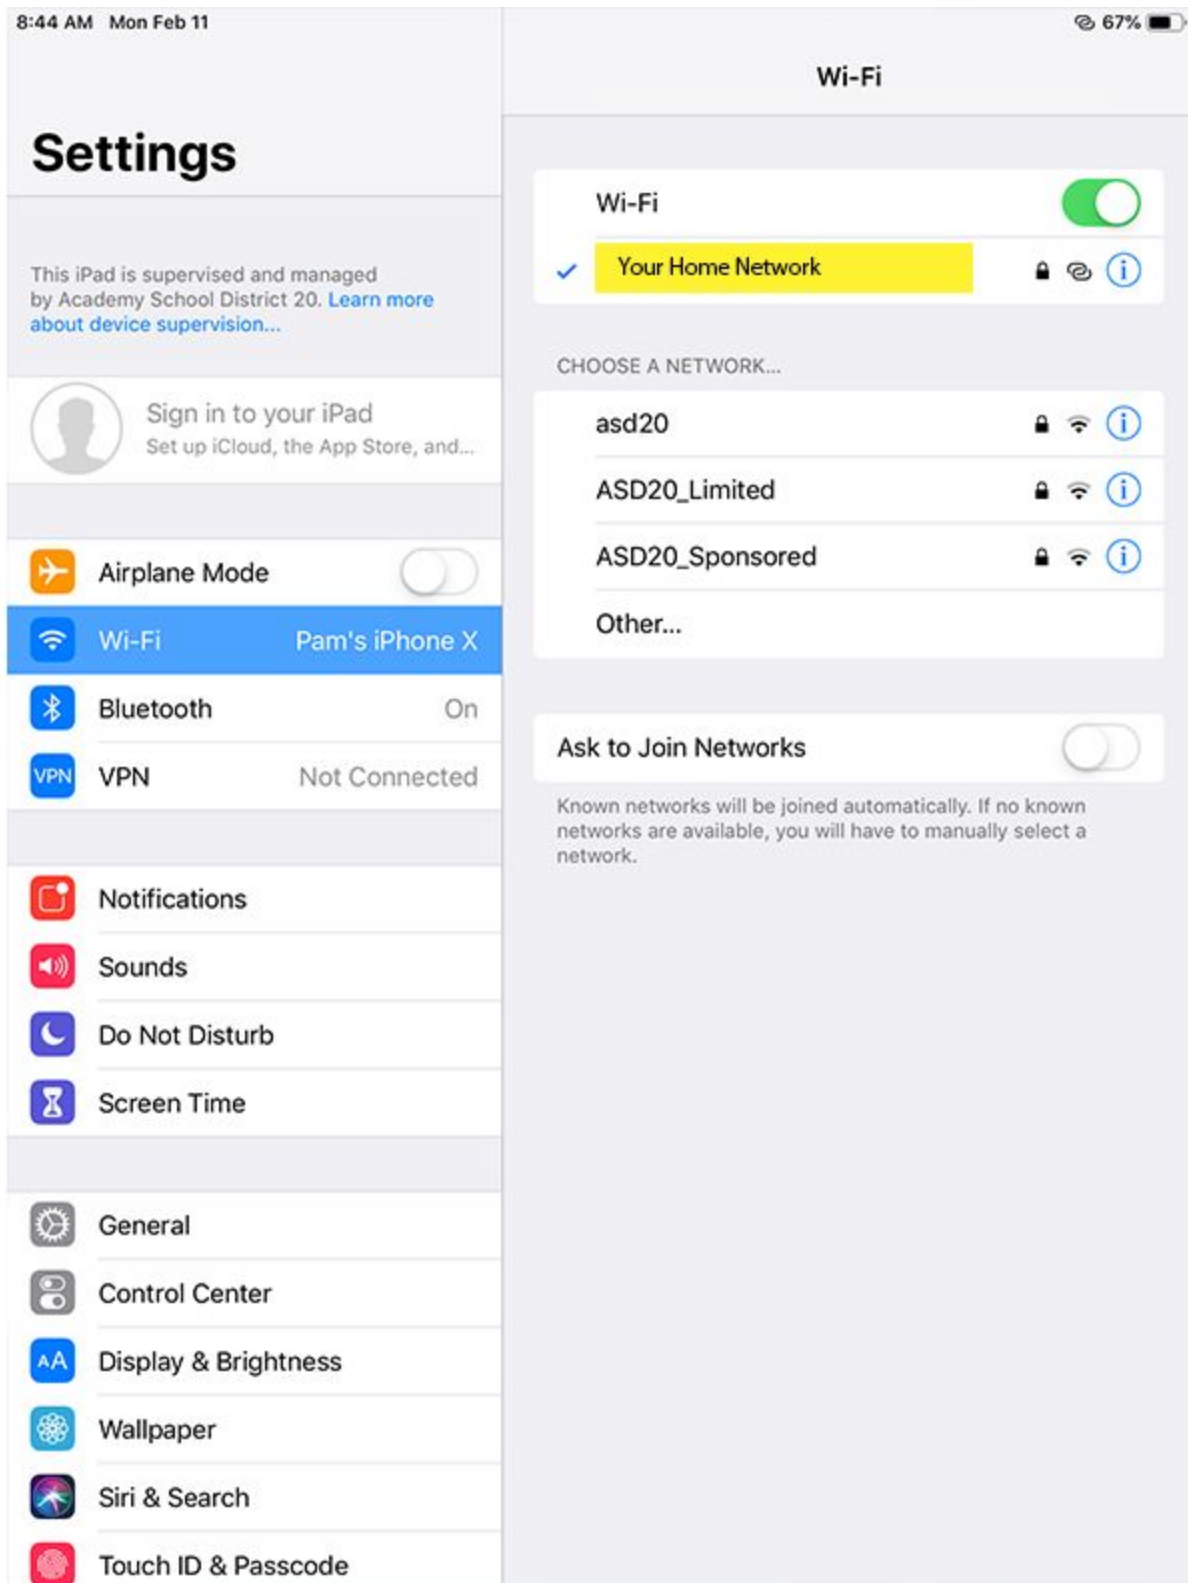 8:44 AM Mon Feb 11
67%
Settings
This iPad is supervised and managed
by Academy School District 20. Learn more
about device supervision...
Sign in to your iPad
Set up iCloud, the App Store, and...
Airplane Mode
Wi-Fi Pam's iPhone X
Bluetooth On
VPN VPN Not Connected
Notifications
Sounds
Do Not Disturb
Screen Time
General
Control Center
AA Display & Brightness
Wallpaper
Siri & Search
Touch ID & Passcode
Wi-Fi
Wi-Fi
Your Home Network
CHOOSE A NETWORK...
asd20
ASD20_Limited
ASD20_Sponsored
Other...
Ask to Join Networks
Known networks will be joined automatically. If no known
networks are available, you will have to manually select a
network.